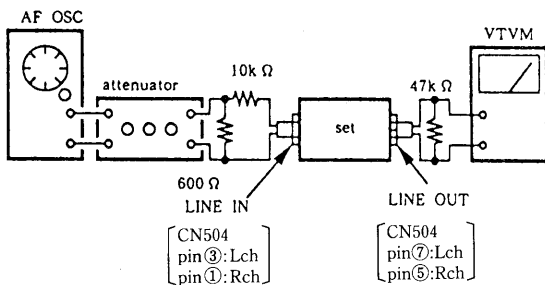 AF OSC
VTVM
attenuator
10k Ω
47k Ω
set
600 Ω
LINE IN
LINE OUT
CN504
pin③:Lch
pin①:Rch
CN504
pin⑦:Lch
pin⑤:Rch